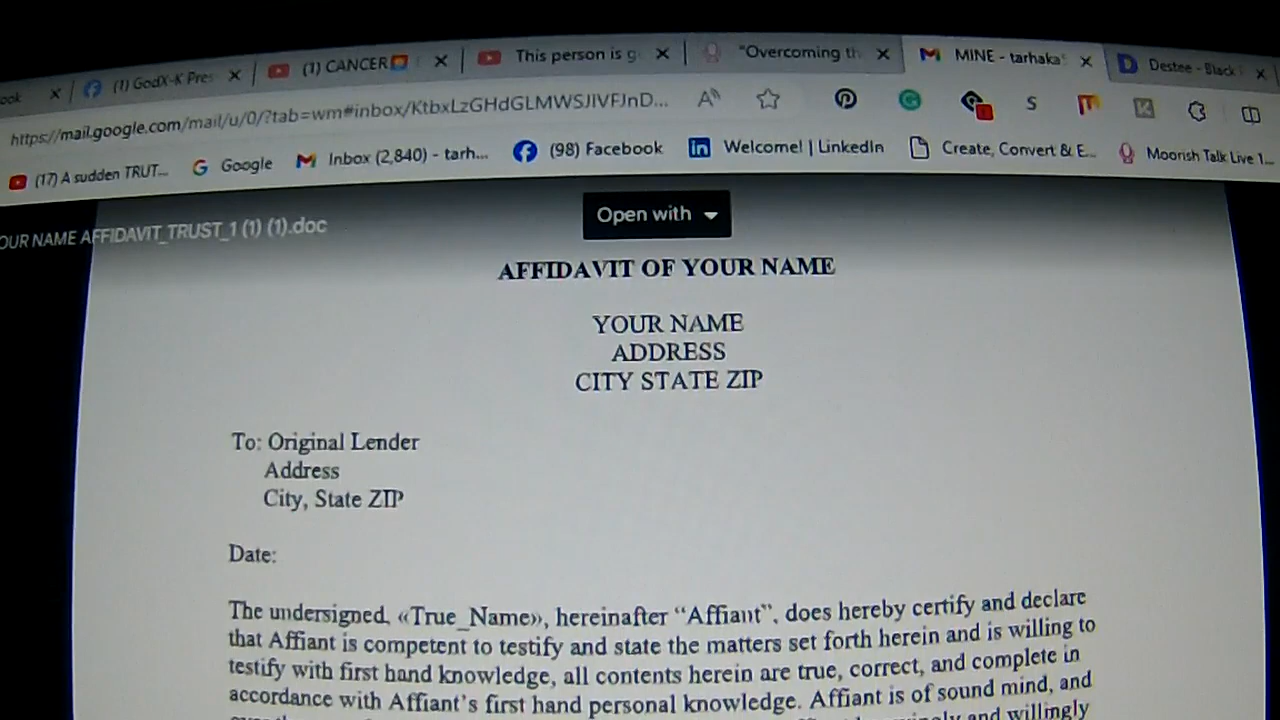 ook
(1) GodX-K Pres
(1) CANCER
This person is g
"Overcoming th
MINE - tarhaka
Destee - Black
https://mail.google.com/mail/u/0/?tab=wm#inbox/KtbxLzGHdGLMWSJIVFJnD...
(17) A sudden TRUT...
Google
Inbox (2,840) - tarh...
(98) Facebook
Welcome! | LinkedIn
Create, Convert & E...
Moorish Talk Live 1...
OUR NAME AFFIDAVIT_TRUST_1 (1) (1).doc
Open with
AFFIDAVIT OF YOUR NAME
YOUR NAME
ADDRESS
CITY STATE ZIP
To: Original Lender
Address
City, State ZIP
Date:
The undersigned, «True_Name», hereinafter “Affiant”, does hereby certify and declare
that Affiant is competent to testify and state the matters set forth herein and is willing to
testify with first hand knowledge, all contents herein are true, correct, and complete in
accordance with Affiant’s first hand personal knowledge. Affiant is of sound mind, and
and willingly